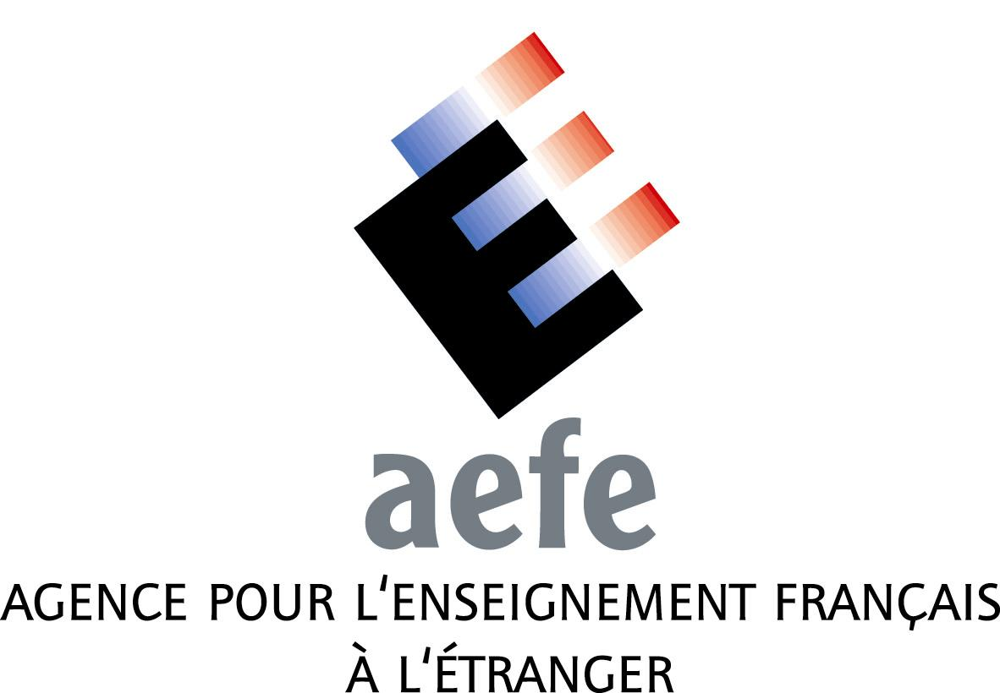 E
aefe
AGENCE POUR L'ENSEIGNEMENT FRANÇAIS
À L'ÉTRANGER